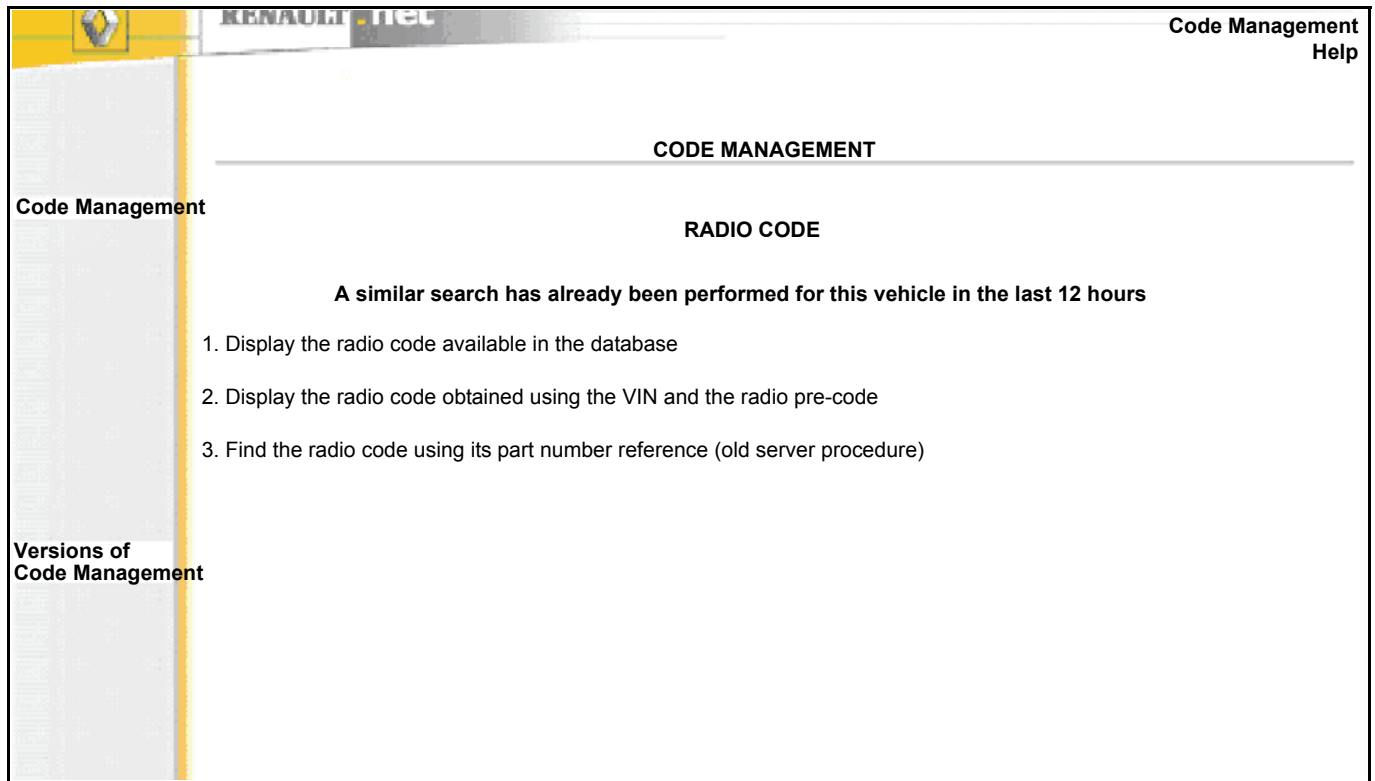 RENAULT .net
Code Management
Help
CODE MANAGEMENT
Code Management
RADIO CODE
A similar search has already been performed for this vehicle in the last 12 hours
1. Display the radio code available in the database
2. Display the radio code obtained using the VIN and the radio pre-code
3. Find the radio code using its part number reference (old server procedure)
Versions of
Code Management